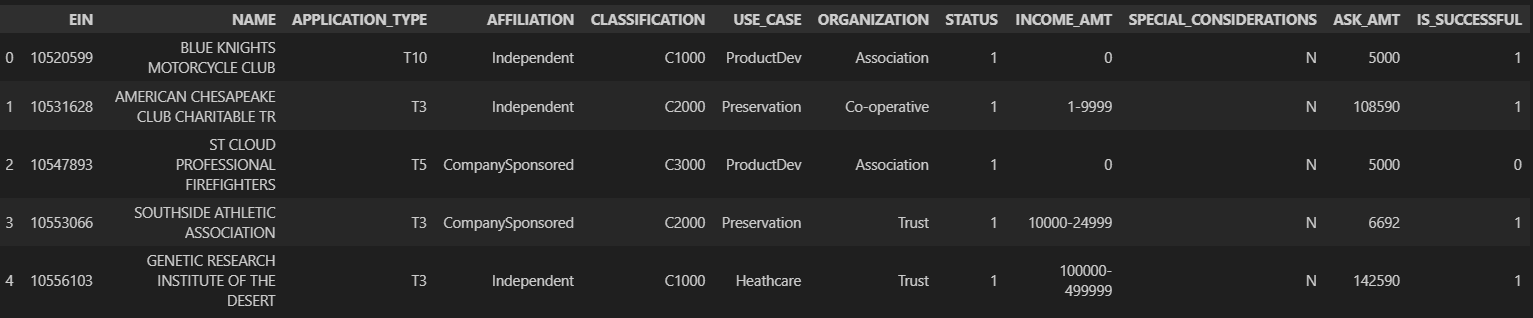 EIN NAME APPLICATION_TYPE AFFILIATION CLASSIFICATION USE_CASE ORGANIZATION STATUS INCOME_AMT SPECIAL_CONSIDERATIONS ASK_AMT IS_SUCCESSFUL
0 10520599 BLUE KNIGHTS MOTORCYCLE CLUB T10 Independent C1000 ProductDev Association 1 0 N 5000 1
1 10531628 AMERICAN CHESAPEAKE CLUB CHARITABLE TR T3 Independent C2000 Preservation Co-operative 1 1-9999 N 108590 1
2 10547893 ST CLOUD PROFESSIONAL FIREFIGHTERS T5 CompanySponsored C3000 ProductDev Association 1 0 N 5000 0
3 10553066 SOUTHSIDE ATHLETIC ASSOCIATION T3 CompanySponsored C2000 Preservation Trust 1 10000-24999 N 6692 1
4 10556103 GENETIC RESEARCH INSTITUTE OF THE DESERT T3 Independent C1000 Heathcare Trust 1 100000-499999 N 142590 1